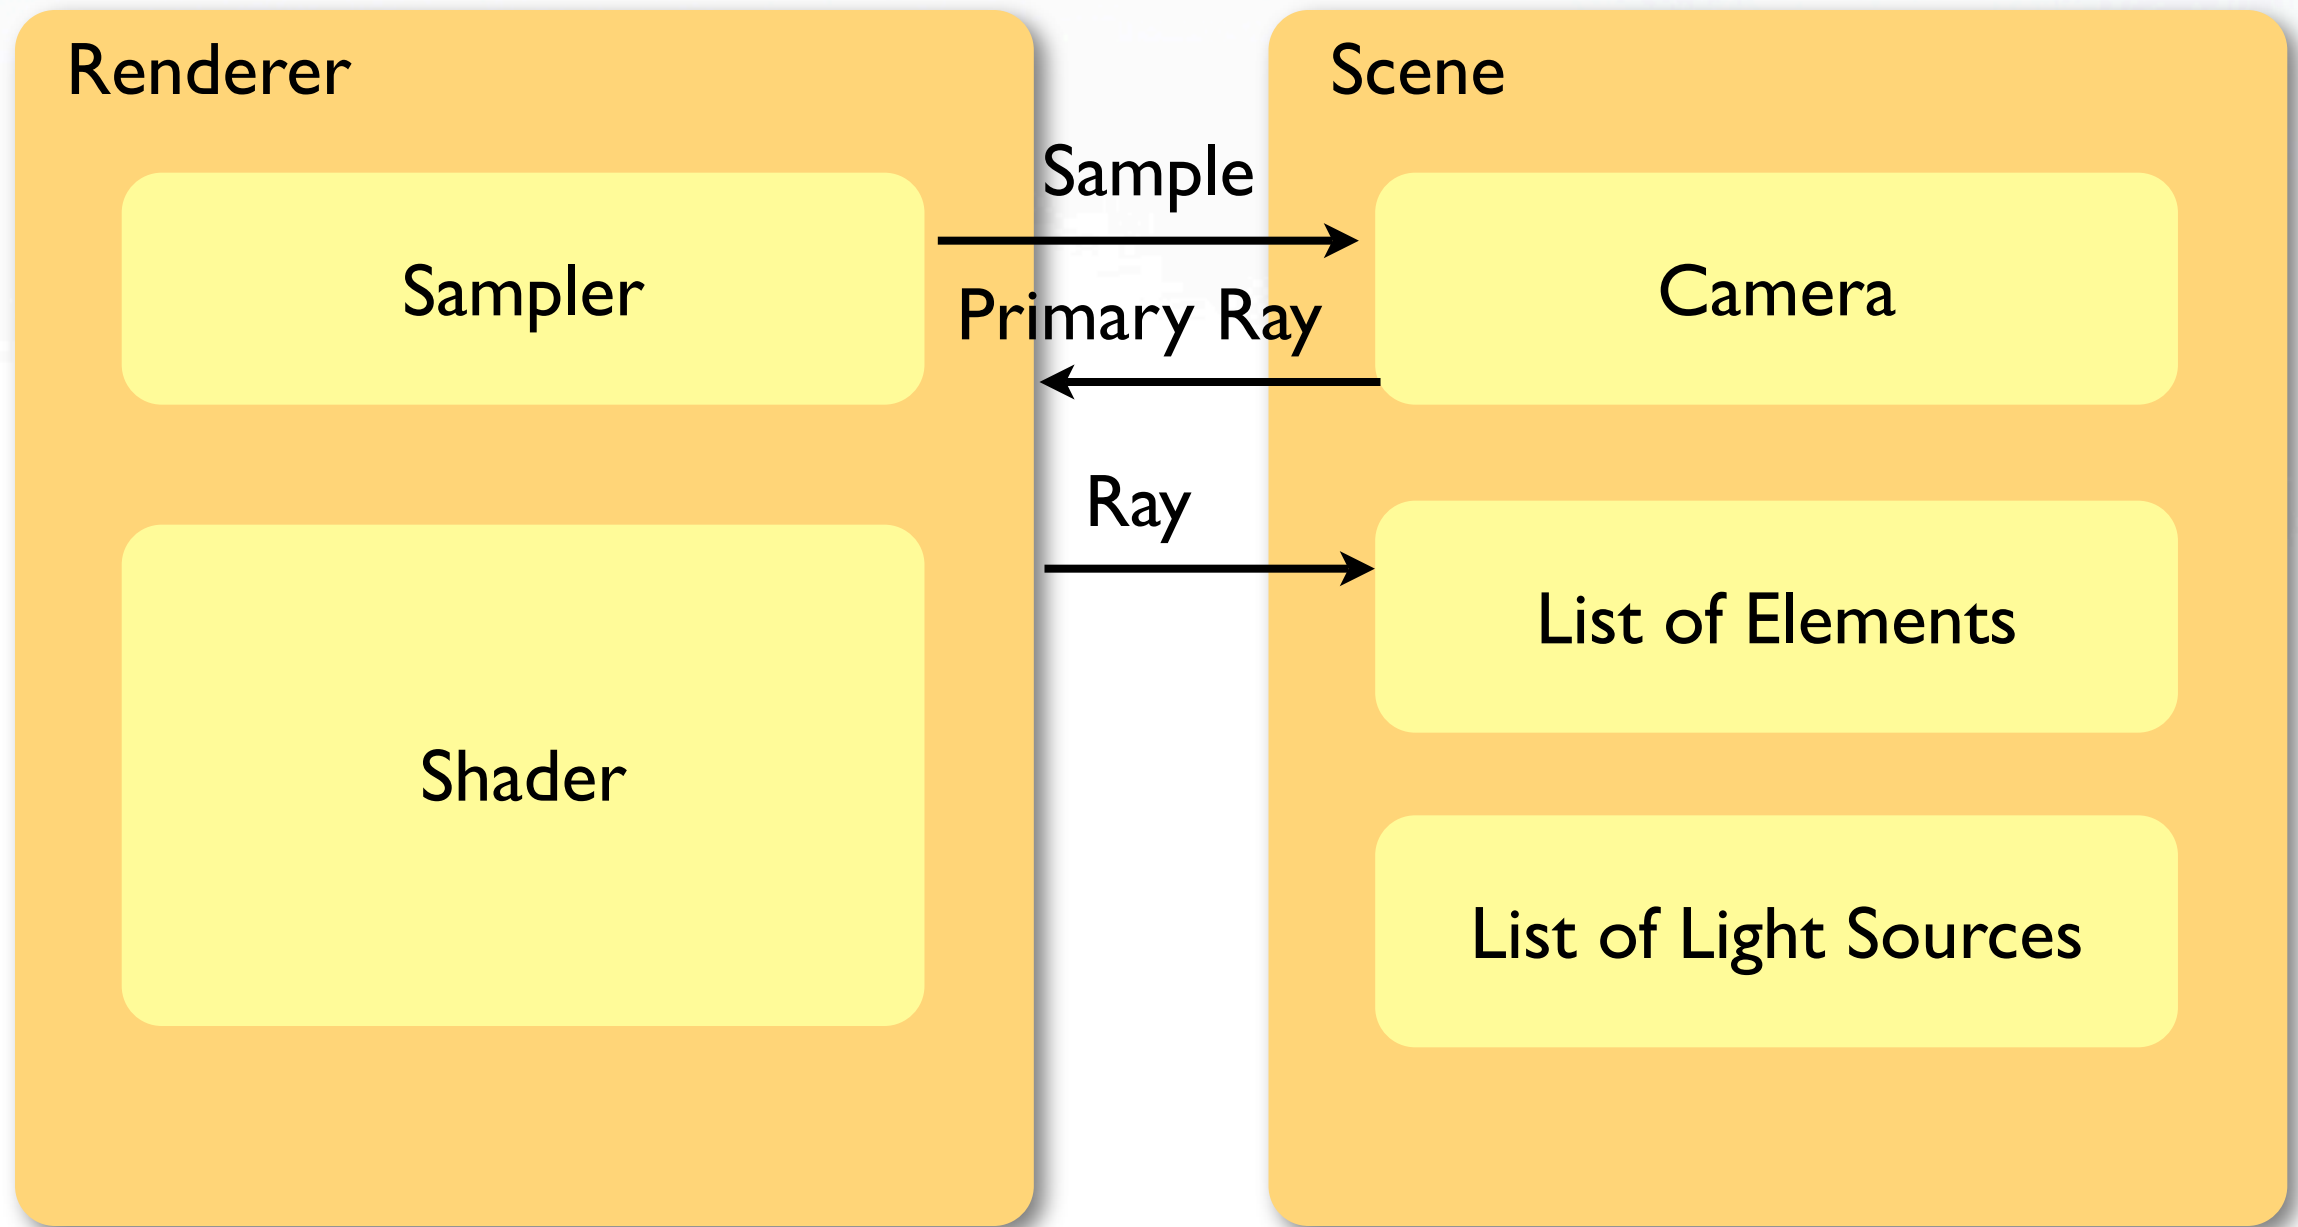 Renderer
Scene
Sample
Sampler
Camera
Primary Ray
Ray
List of Elements
Shader
List of Light Sources